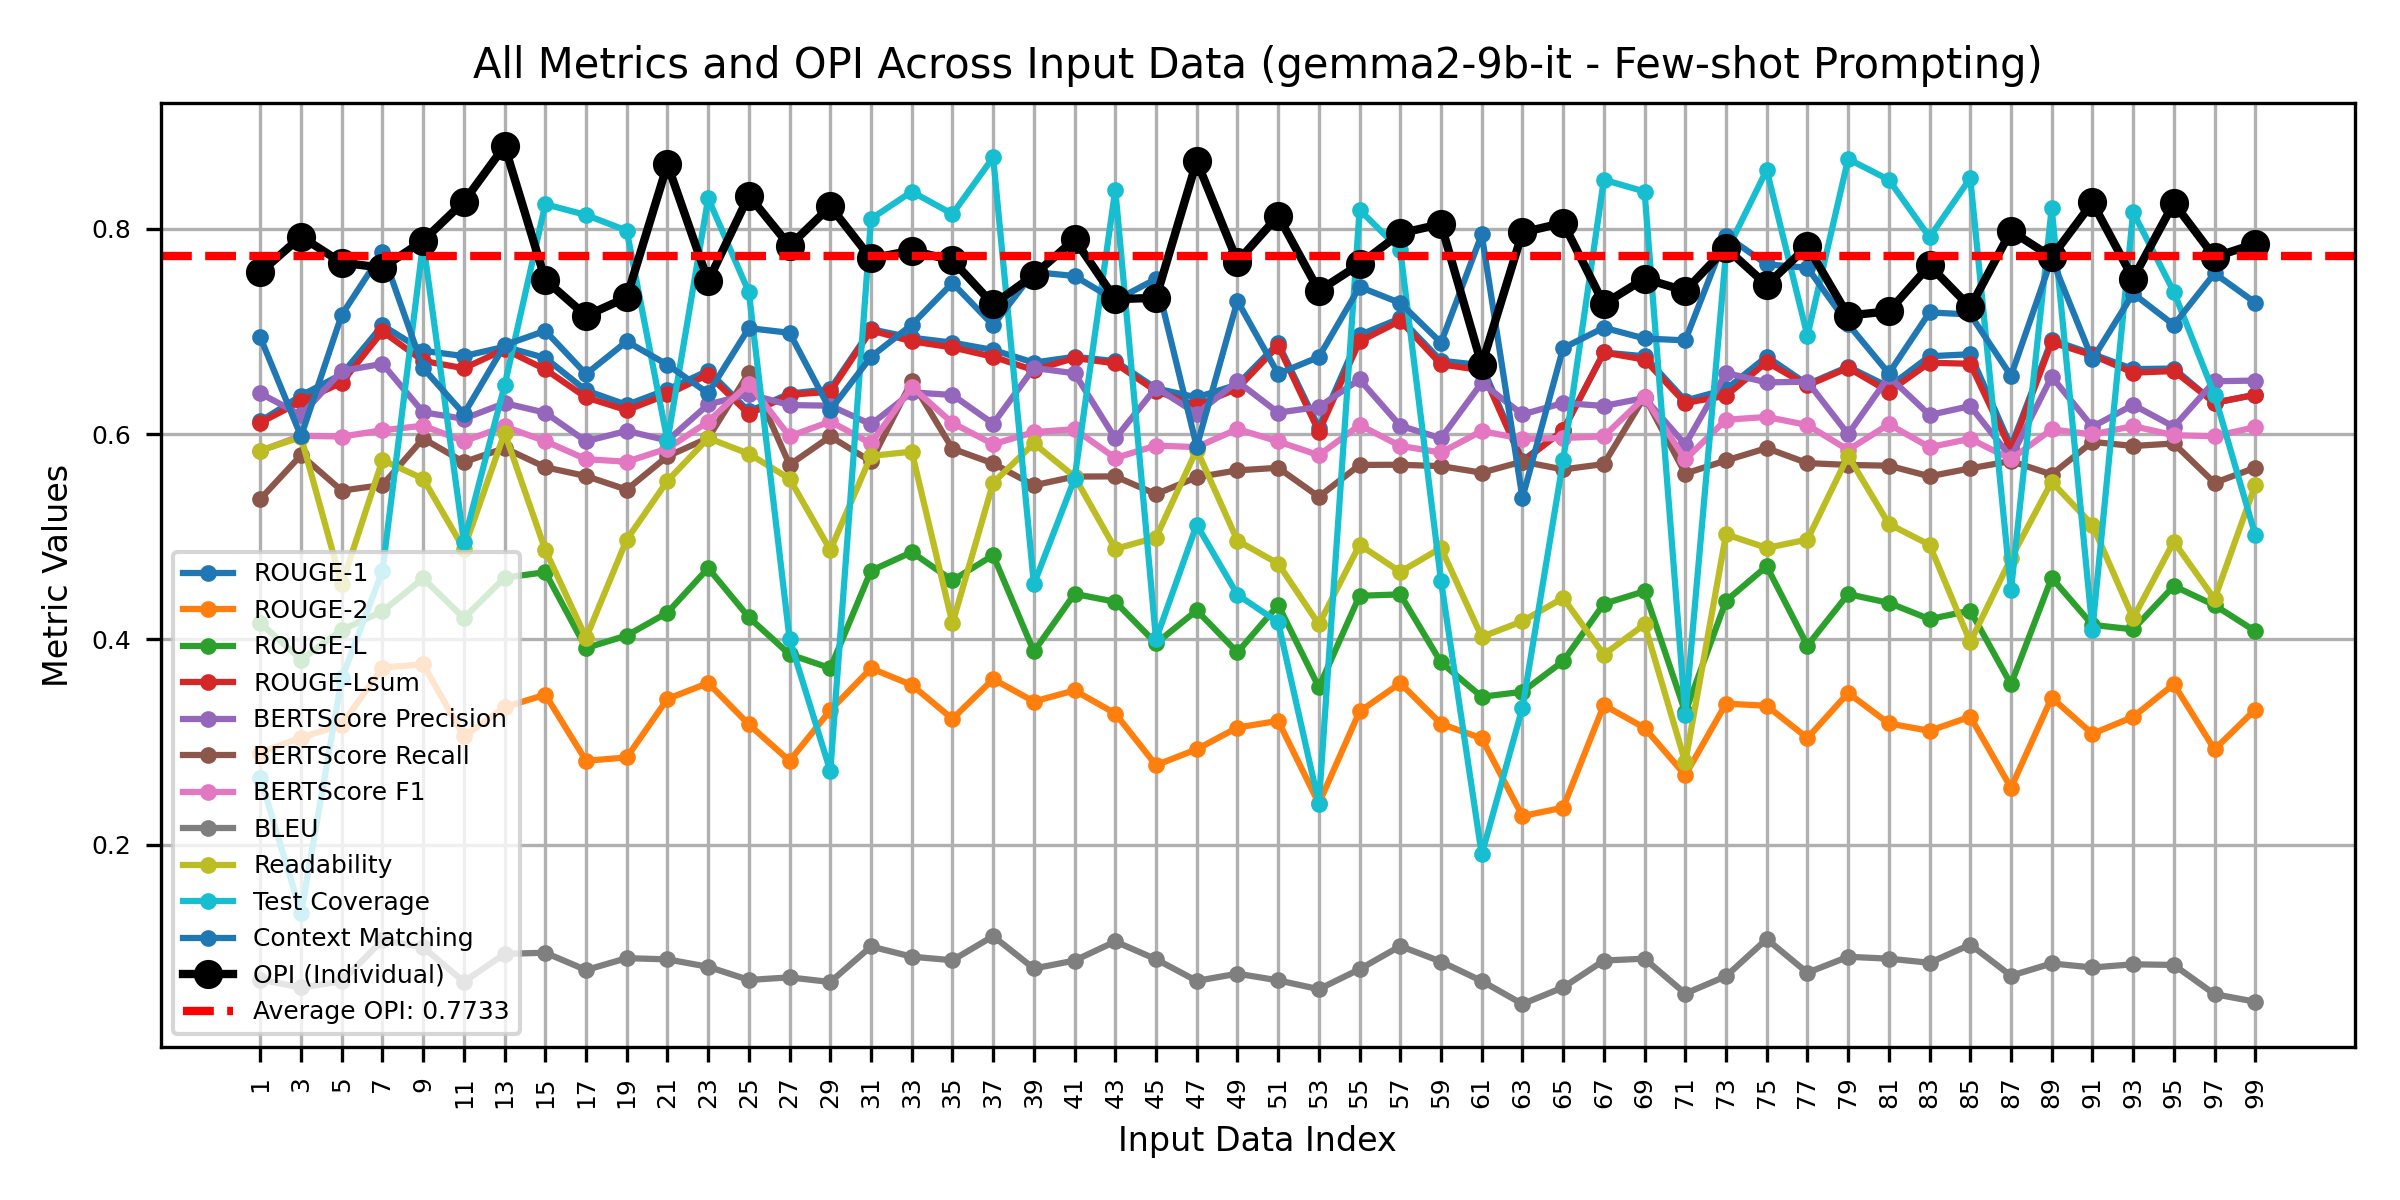 All Metrics and OPI Across Input Data (gemma2-9b-it - Few-shot Prompting)
Metric Values
0.8
0.6
0.4
0.2
ROUGE-1
ROUGE-2
ROUGE-L
ROUGE-Lsum
BERTScore Precision
BERTScore Recall
BERTScore F1
BLEU
Readability
Test Coverage
Context Matching
OPI (Individual)
Average OPI: 0.7733
1 3 5 7 9 11 13 15 17 19 21 23 25 27 29 31 33 35 37 39 41 43 45 47 49 51 53 55 57 59 61 63 65 67 69 71 73 75 77 79 81 83 85 87 89 91 93 95 97 99
Input Data Index